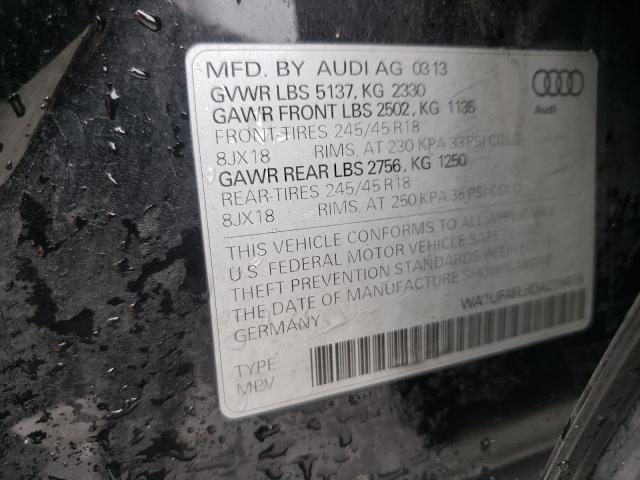 MFD. BY AUDI AG 03 13
GVWR LBS 5137, KG 2330
GAWR FRONT LBS 2502, KG 1135
FRONT-TIRES 245/45 R18
8JX18 RIMS, AT 230 KPA 33 PSI COLD
GAWR REAR LBS 2756, KG 1250
REAR-TIRES 245/45 R18
8JX18 RIMS, AT 250 KPA 36 PSI COLD
Audi
THIS VEHICLE CONFORMS TO ALL APPLICABLE
U.S. FEDERAL MOTOR VEHICLE SAFETY AND
THEFT PREVENTION STANDARDS IN EFFECT ON
THE DATE OF MANUFACTURE SHOWN ABOVE.
GERMANY
TYPE
MPV